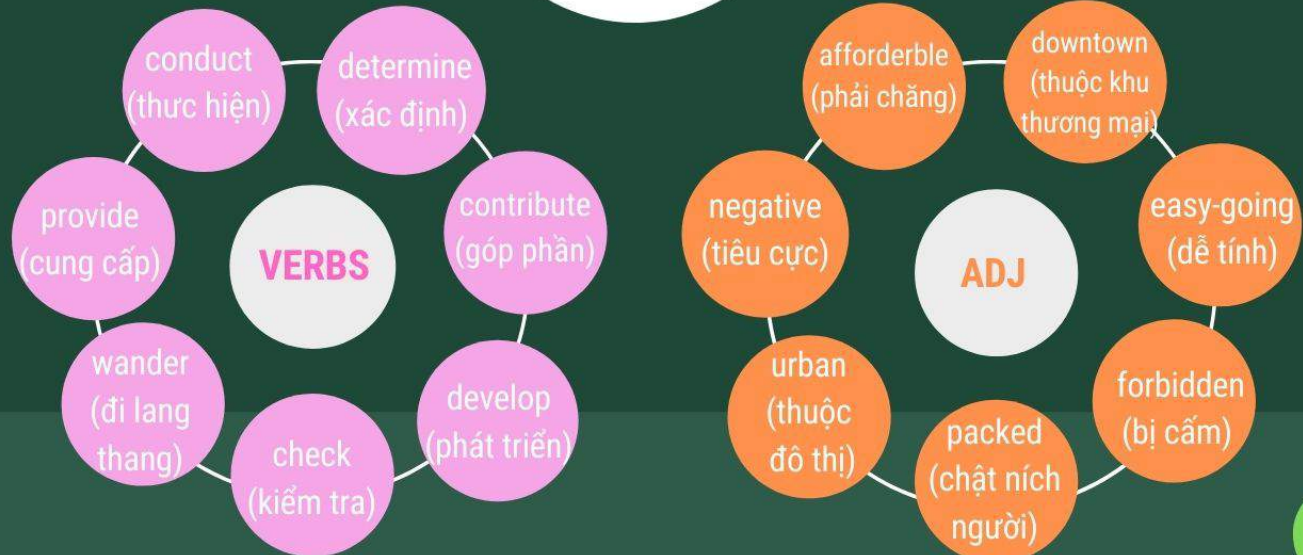 conduct
(thưc hiện)
determine
(xác định)
provide
(cung cấp)
VERBS
contribute
(góp phần)
wander
(đi lang
thang)
check
(kiểm tra)
develop
(phát triển)
afforderble
(phải chăng)
downtown
(thuộc khu
thương mại)
negative
(tiêu cực)
ADJ
easy-going
(dễ tính)
urban
(thuộc
đô thị)
packed
(chật ních
người)
forbidden
(bị cấm)